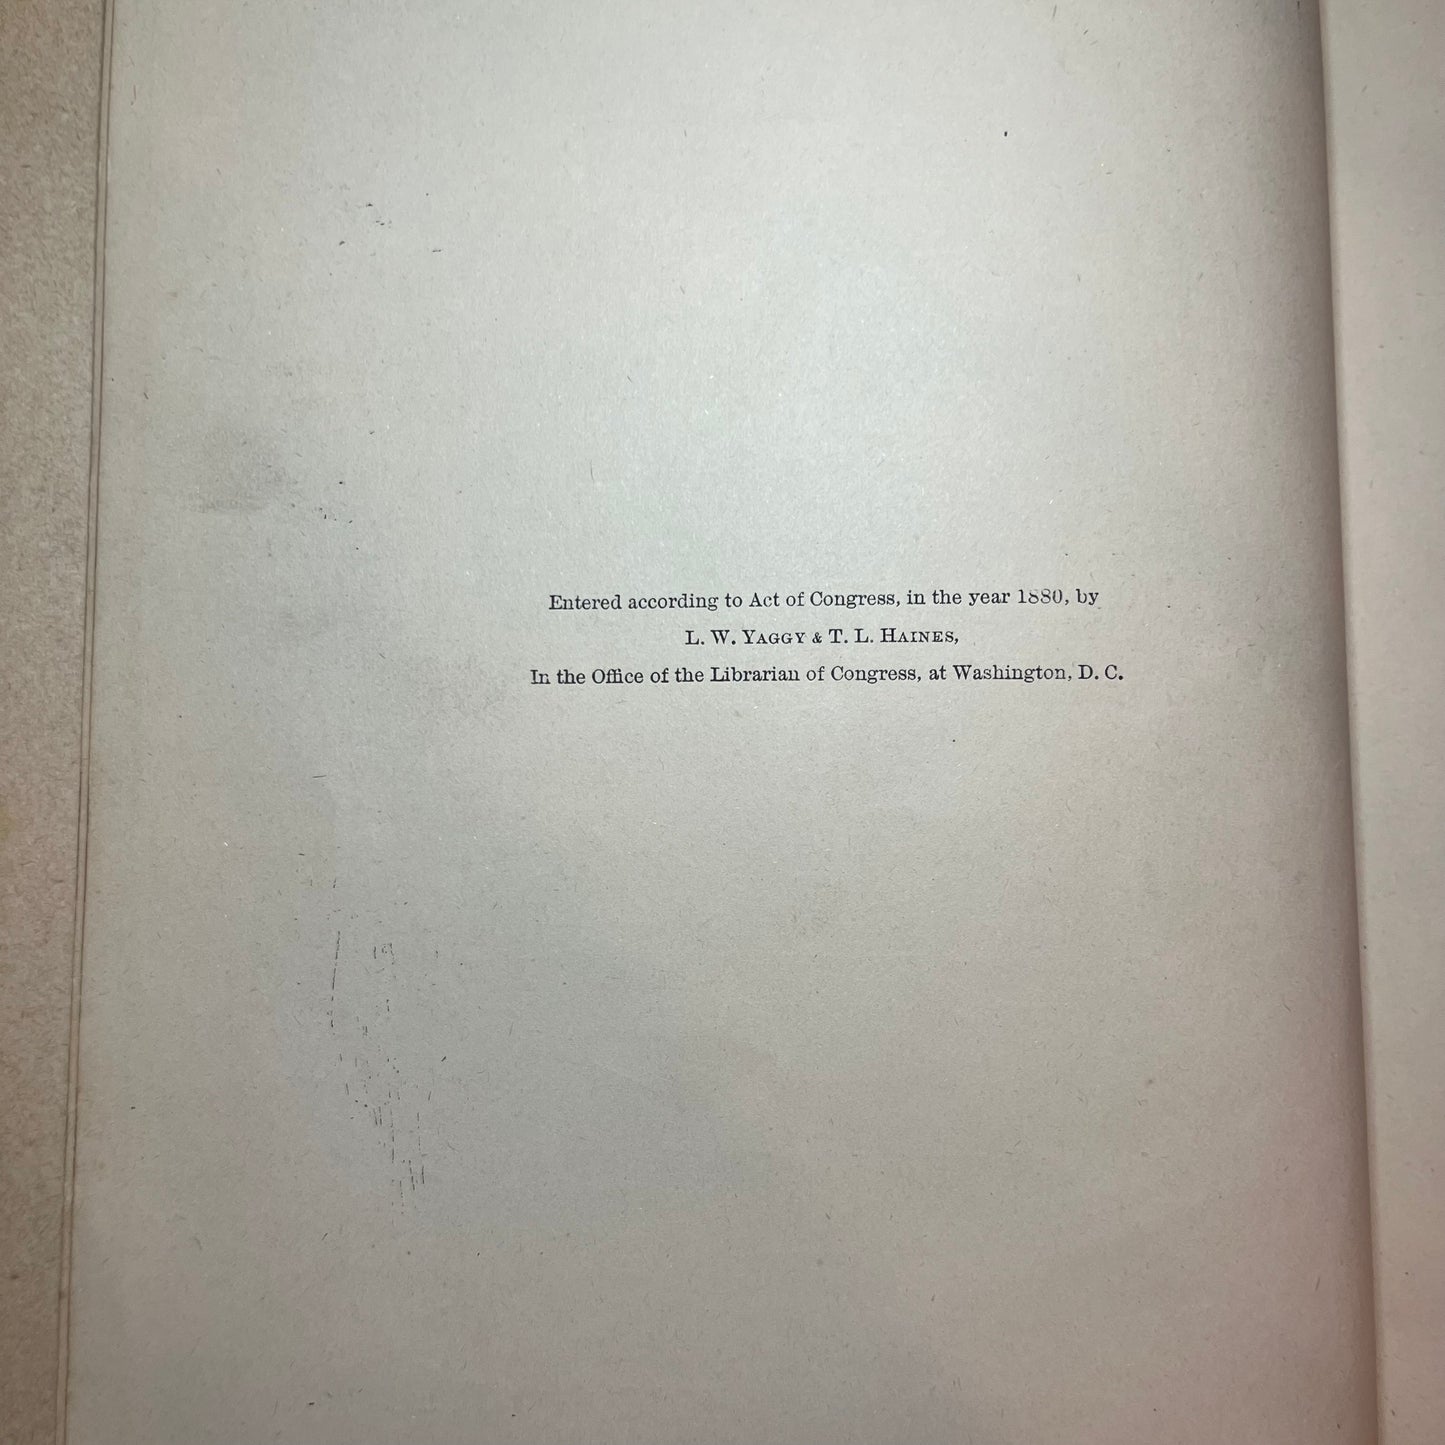 Entered according to Act of Congress, in the year 1880, by
L. W. YAGGY & T. L. HAINES,
In the Office of the Librarian of Congress, at Washington, D. C.